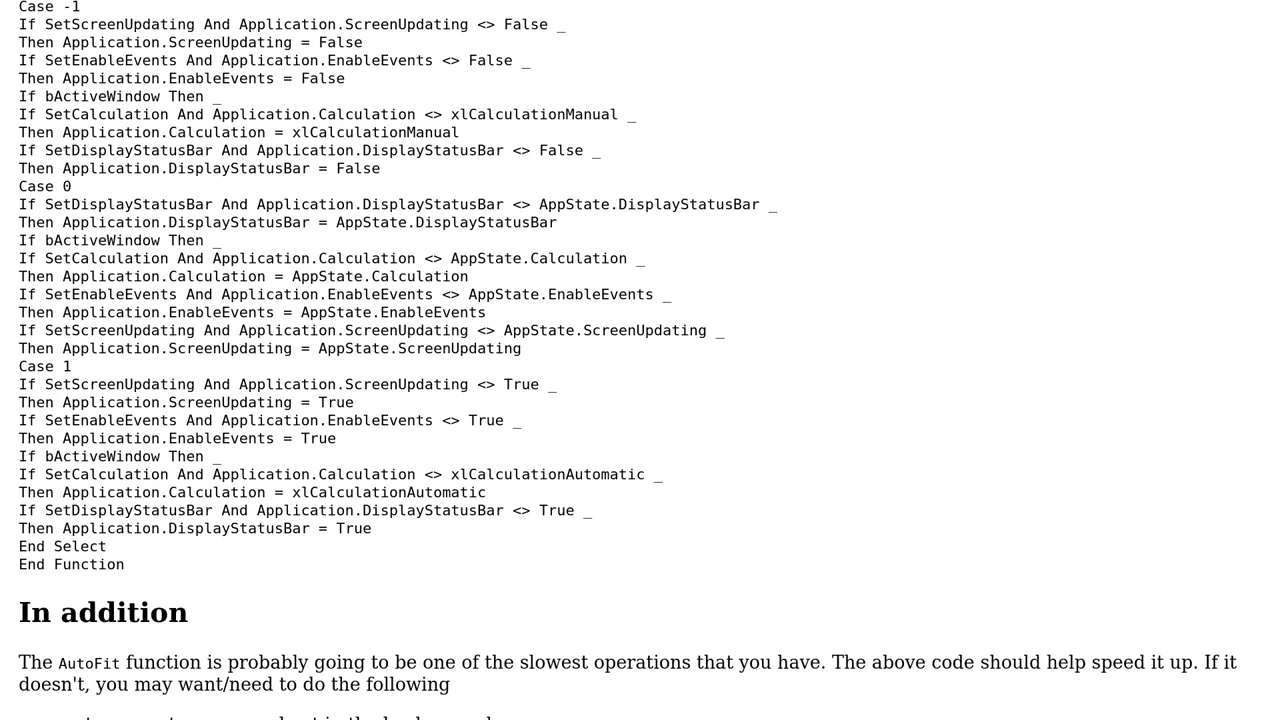 Case -1
If SetScreenUpdating And Application.ScreenUpdating <> False _
Then Application.ScreenUpdating = False
If SetEnableEvents And Application.EnableEvents <> False _
Then Application.EnableEvents = False
If bActiveWindow Then _
If SetCalculation And Application.Calculation <> xlCalculationManual _
Then Application.Calculation = xlCalculationManual
If SetDisplayStatusBar And Application.DisplayStatusBar <> False _
Then Application.DisplayStatusBar = False
Case 0
If SetDisplayStatusBar And Application.DisplayStatusBar <> AppState.DisplayStatusBar _
Then Application.DisplayStatusBar = AppState.DisplayStatusBar
If bActiveWindow Then _
If SetCalculation And Application.Calculation <> AppState.Calculation _
Then Application.Calculation = AppState.Calculation
If SetEnableEvents And Application.EnableEvents <> AppState.EnableEvents _
Then Application.EnableEvents = AppState.EnableEvents
If SetScreenUpdating And Application.ScreenUpdating <> AppState.ScreenUpdating _
Then Application.ScreenUpdating = AppState.ScreenUpdating
Case 1
If SetScreenUpdating And Application.ScreenUpdating <> True _
Then Application.ScreenUpdating = True
If SetEnableEvents And Application.EnableEvents <> True _
Then Application.EnableEvents = True
If bActiveWindow Then _
If SetCalculation And Application.Calculation <> xlCalculationAutomatic _
Then Application.Calculation = xlCalculationAutomatic
If SetDisplayStatusBar And Application.DisplayStatusBar <> True _
Then Application.DisplayStatusBar = True
End Select
End Function
In addition
The AutoFit function is probably going to be one of the slowest operations that you have. The above code should help speed it up. If it
doesn't, you may want/need to do the following